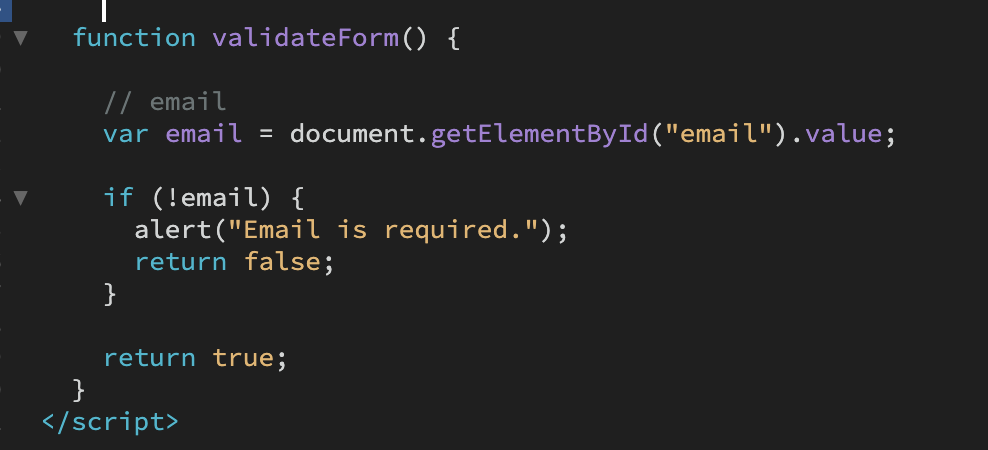 function validateForm() {
// email
var email = document.getElementById("email").value;
if (!email) {
alert("Email is required.");
return false;
}
return true;
}
</script>